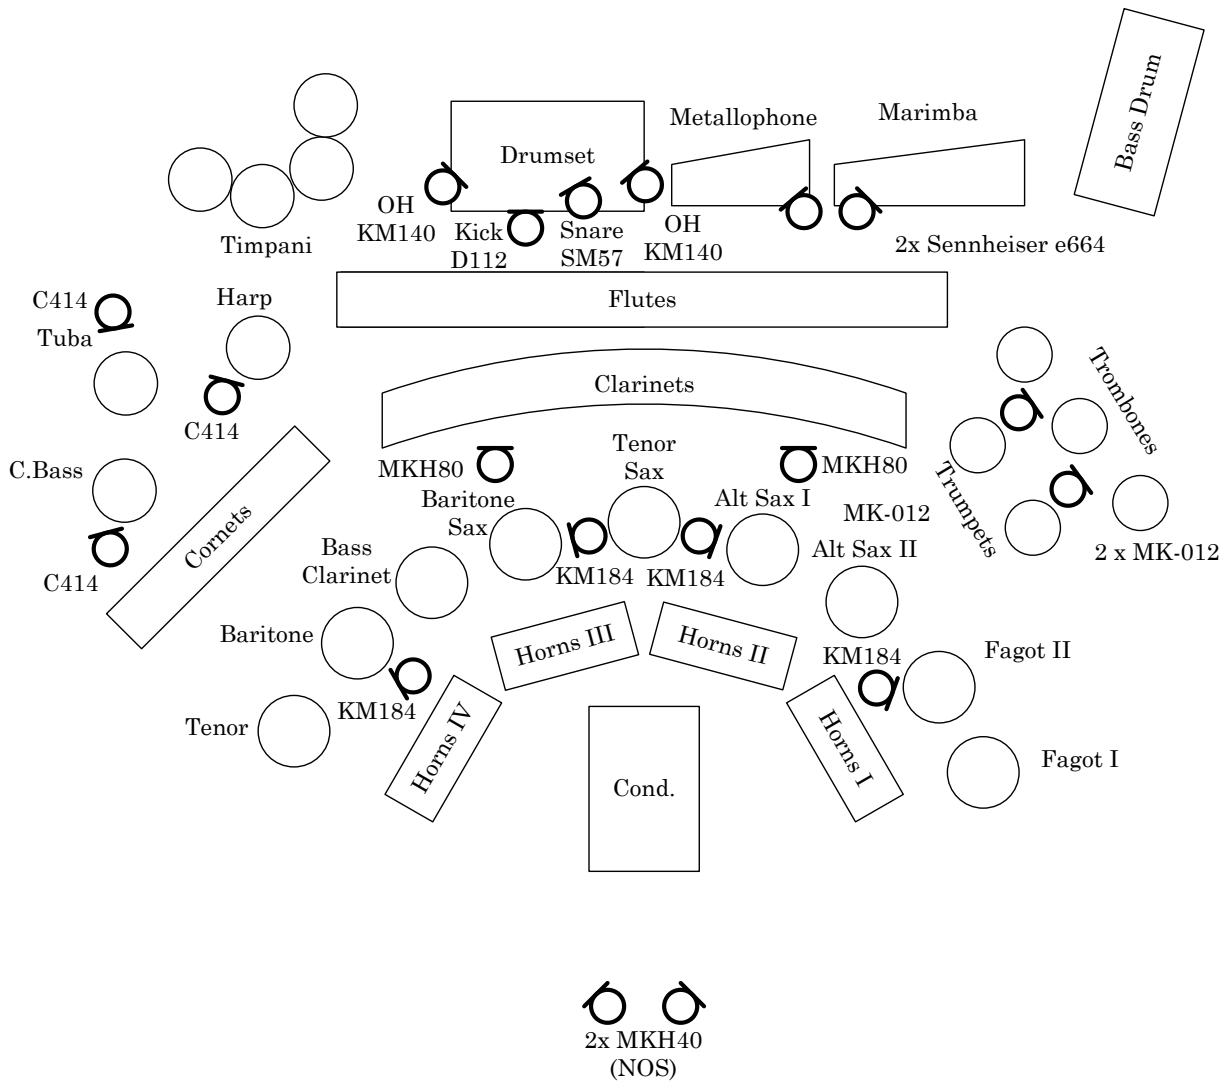 Bass Drum
Metallophone
Marimba
Drumset
OH
KM140
Kick
D112
Snare
SM57
OH
KM140
2x Sennheiser e664
Timpani
C414
Tuba
Harp
Flutes
C414
Clarinets
Trombones
Trumpets
C.Bass
C414
Cornets
MKH80
Tenor
Sax
MKH80
Baritone
Sax
Alt Sax I
MK-012
2 x MK-012
Bass
Clarinet
KM184
KM184
Alt Sax II
Baritone
Horns III
Horns II
KM184
Fagot II
Tenor
KM184
Horns IV
Horns I
Fagot I
Cond.
2x MKH40
(NOS)